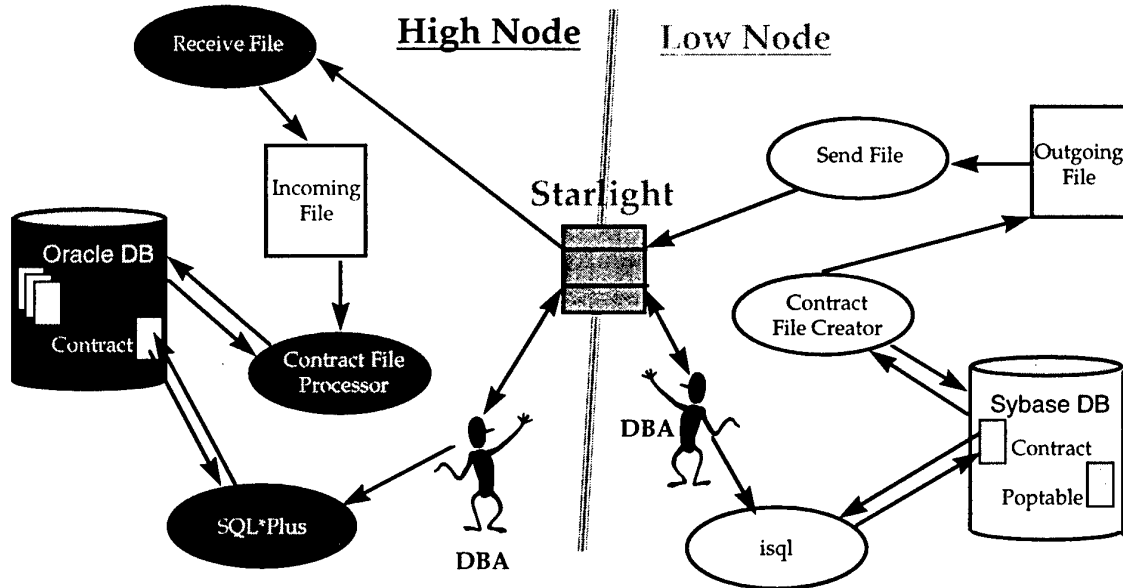 High Node
Low Node
Receive File
Incoming
File
Starlight
Send File
Outgoing
File
Oracle DB
Contract
Contract File
Processor
Contract
File Creator
Sybase DB
Contract
Poptable
DBA
DBA
SQL*Plus
isql